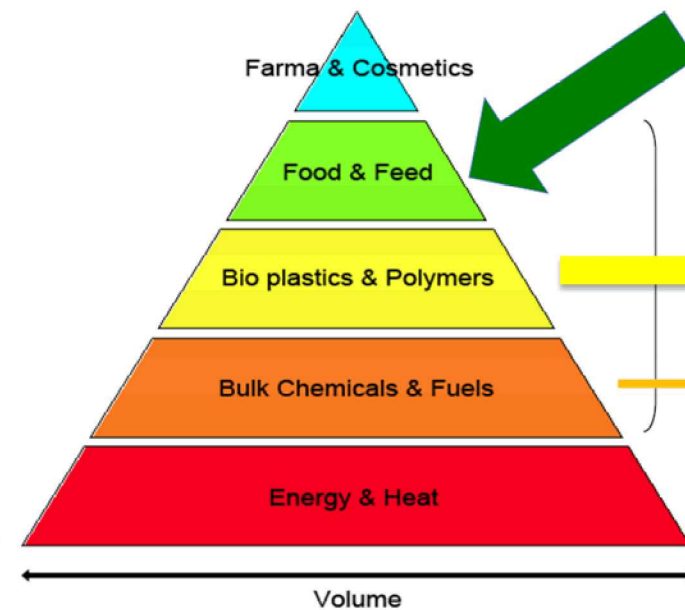 Farma & Cosmetics
Food & Feed
Bio plastics & Polymers
Bulk Chemicals & Fuels
Energy & Heat
Volume